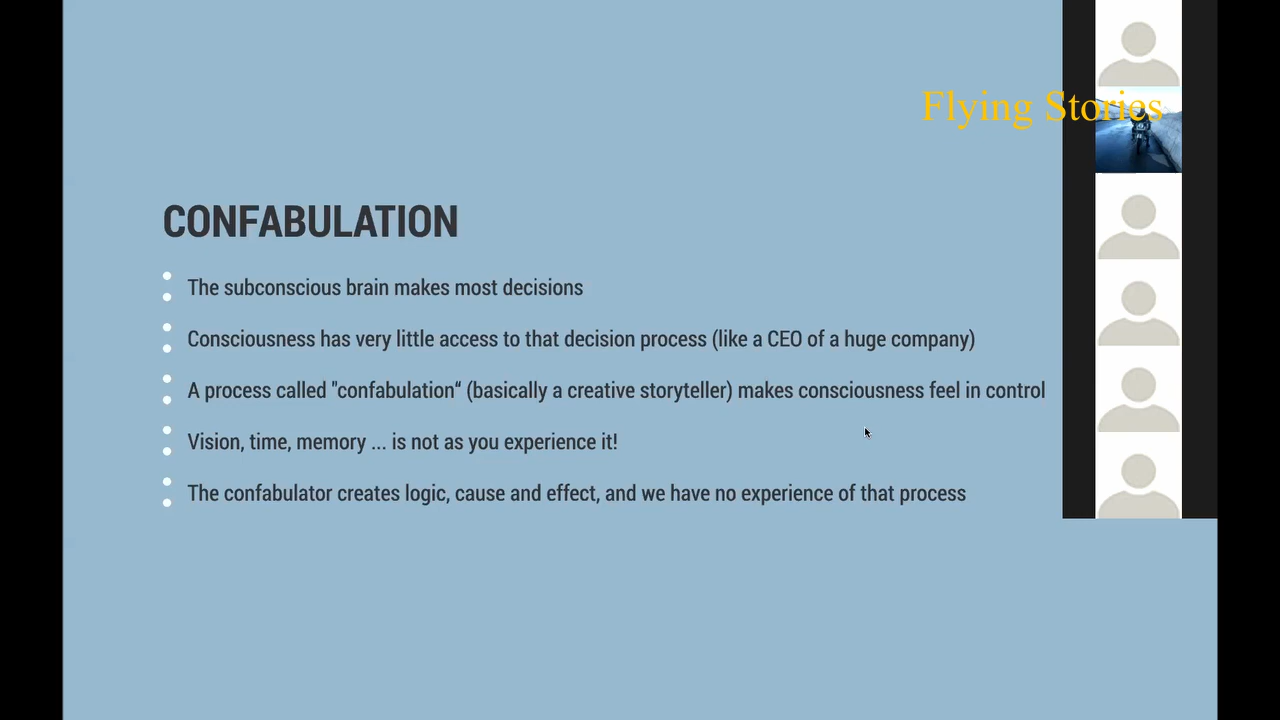 Flying Stories
CONFABULATION
The subconscious brain makes most decisions
Consciousness has very little access to that decision process (like a CEO of a huge company)
A process called "confabulation“ (basically a creative storyteller) makes consciousness feel in control
Vision, time, memory ... is not as you experience it!
The confabulator creates logic, cause and effect, and we have no experience of that process